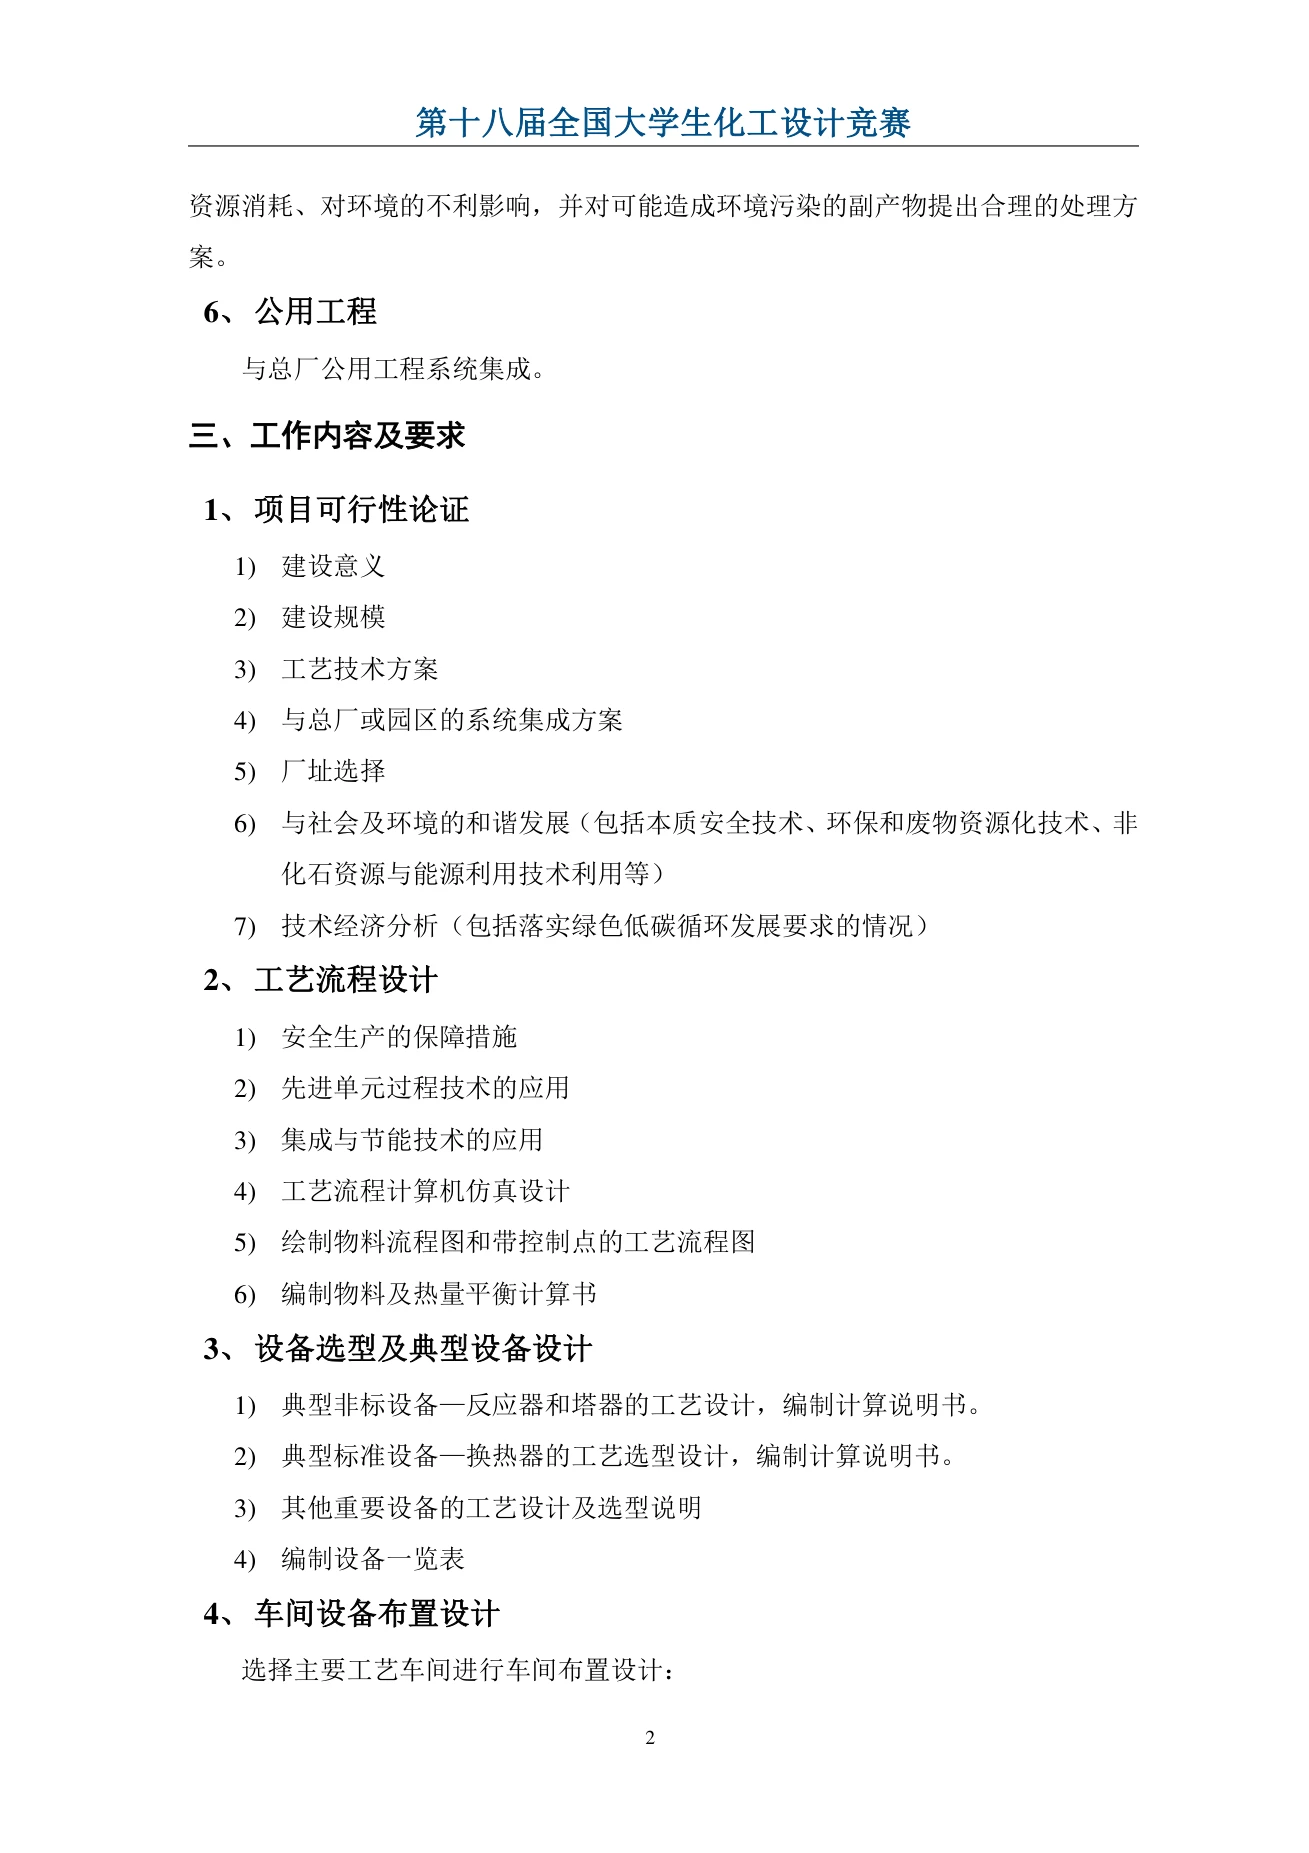 第十八届全国大学生化工设计竞赛
资源消耗、对环境的不利影响，并对可能造成环境污染的副产物提出合理的处理方
案。
6、 公用工程
与总厂公用工程系统集成。
三、工作内容及要求
1、 项目可行性论证
1) 建设意义
2) 建设规模
3) 工艺技术方案
4) 与总厂或园区的系统集成方案
5) 厂址选择
6) 与社会及环境的和谐发展（包括本质安全技术、环保和废物资源化技术、非
化石资源与能源利用技术利用等）
7) 技术经济分析（包括落实绿色低碳循环发展要求的情况）
2、 工艺流程设计
1) 安全生产的保障措施
2) 先进单元过程技术的应用
3) 集成与节能技术的应用
4) 工艺流程计算机仿真设计
5) 绘制物料流程图和带控制点的工艺流程图
6) 编制物料及热量平衡计算书
3、 设备选型及典型设备设计
1) 典型非标设备—反应器和塔器的工艺设计，编制计算说明书。
2) 典型标准设备—换热器的工艺选型设计，编制计算说明书。
3) 其他重要设备的工艺设计及选型说明
4) 编制设备一览表
4、 车间设备布置设计
选择主要工艺车间进行车间布置设计：
2